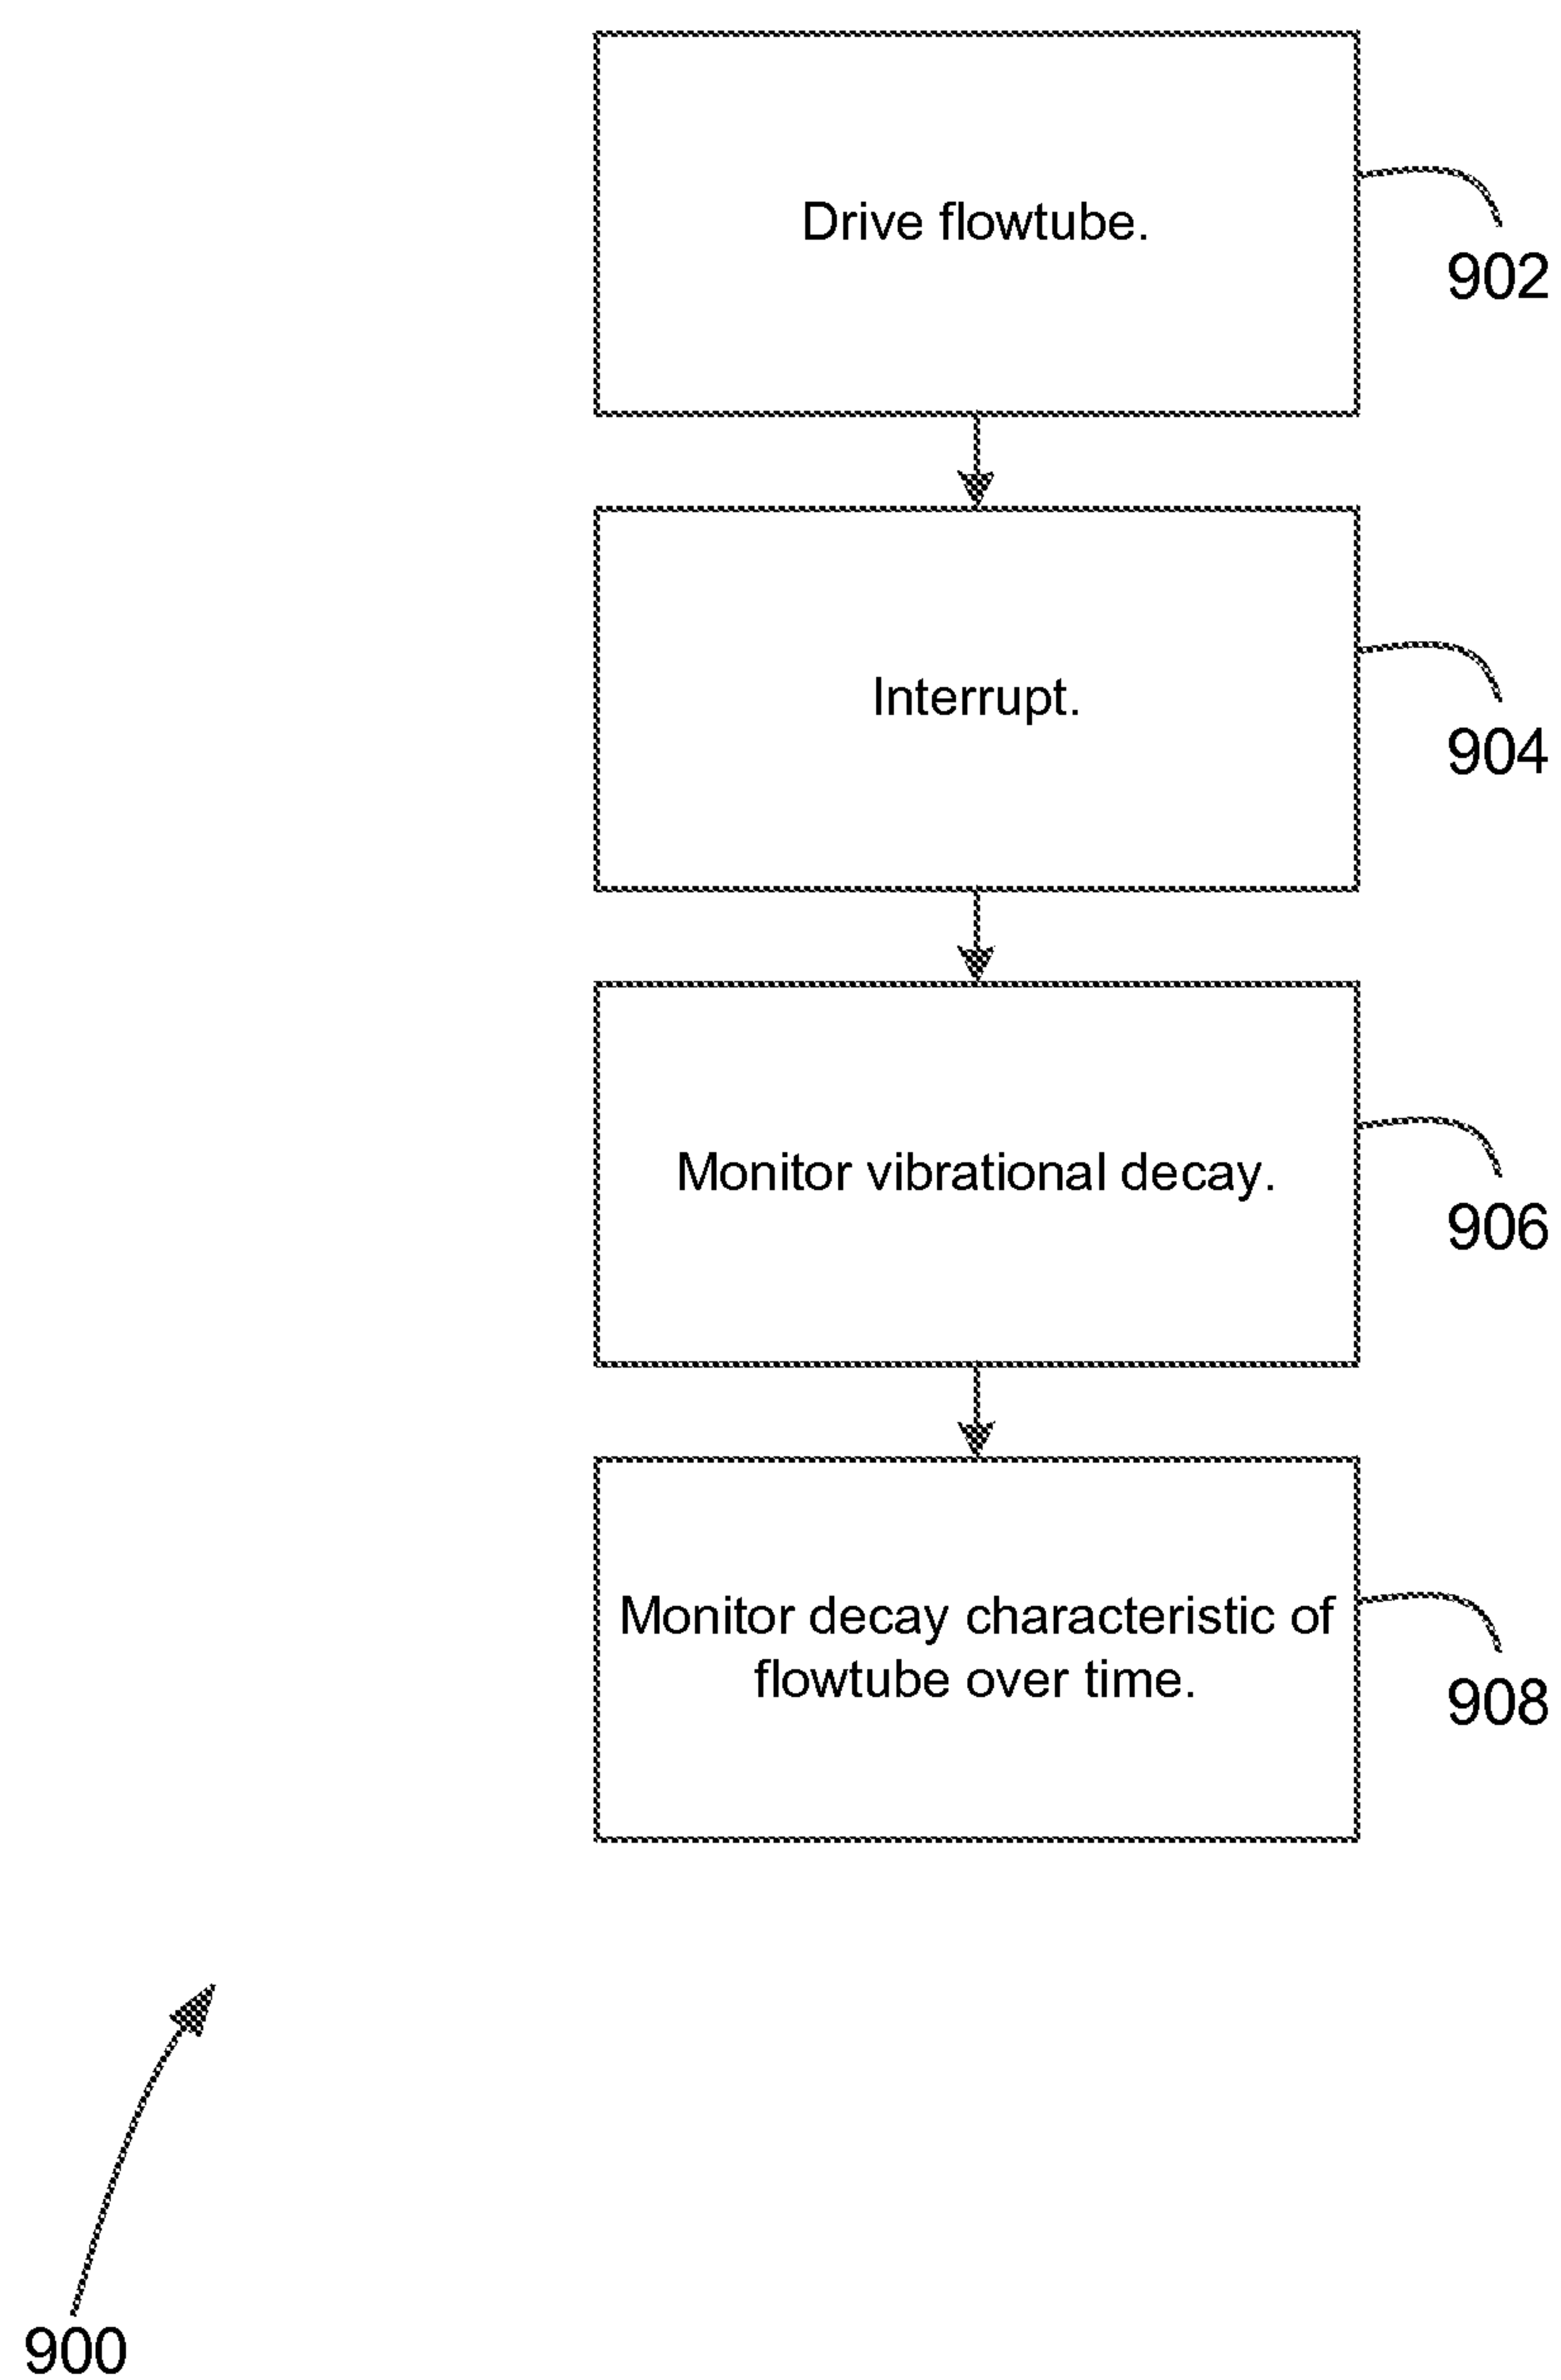 Drive flowtube.
902
Interrupt.
904
Monitor vibrational decay.
906
Monitor decay characteristic of
flowtube over time.
908
900